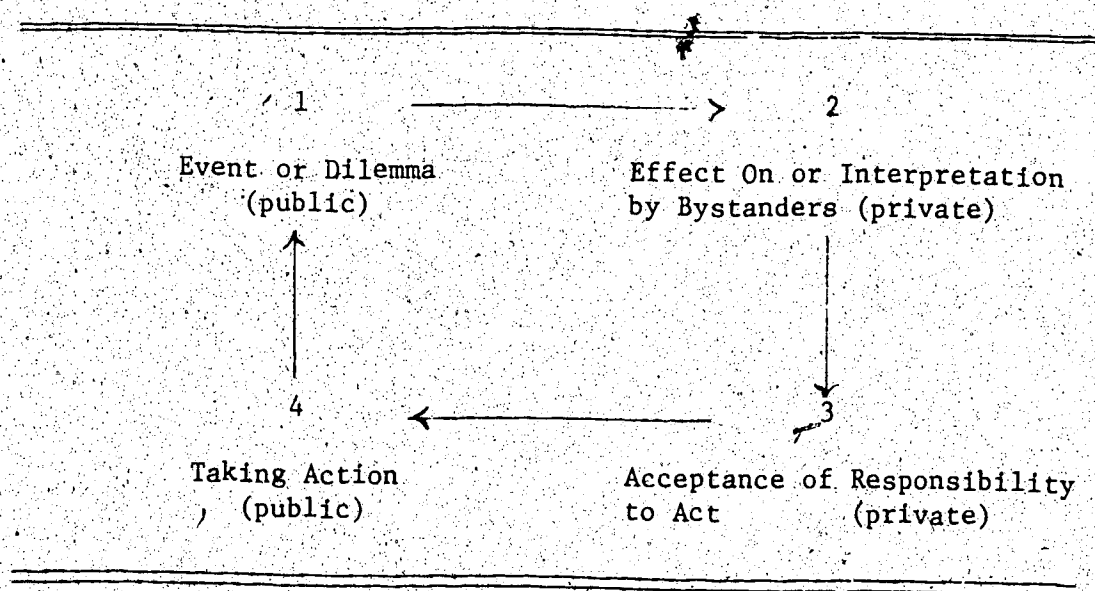 1 2
Event or Dilemma
(public)
Effect On or Interpretation
by Bystanders (private)
4 3
Taking Action
(public)
Acceptance of Responsibility
to Act (private)